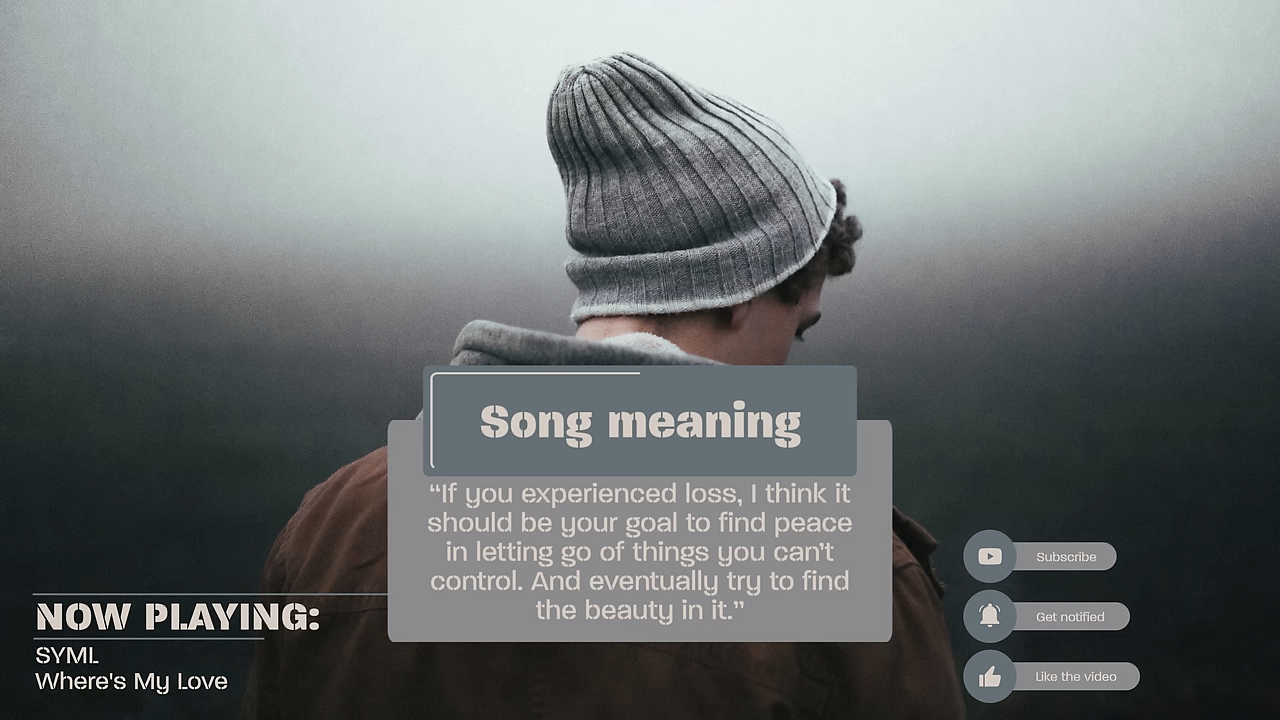 Song meaning
“If you experienced loss, I think it
should be your goal to find peace
in letting go of things you can’t
control. And eventually try to find
the beauty in it.”
NOW PLAYING:
SYML
Where's My Love
Subscribe
Get notified
Like the video